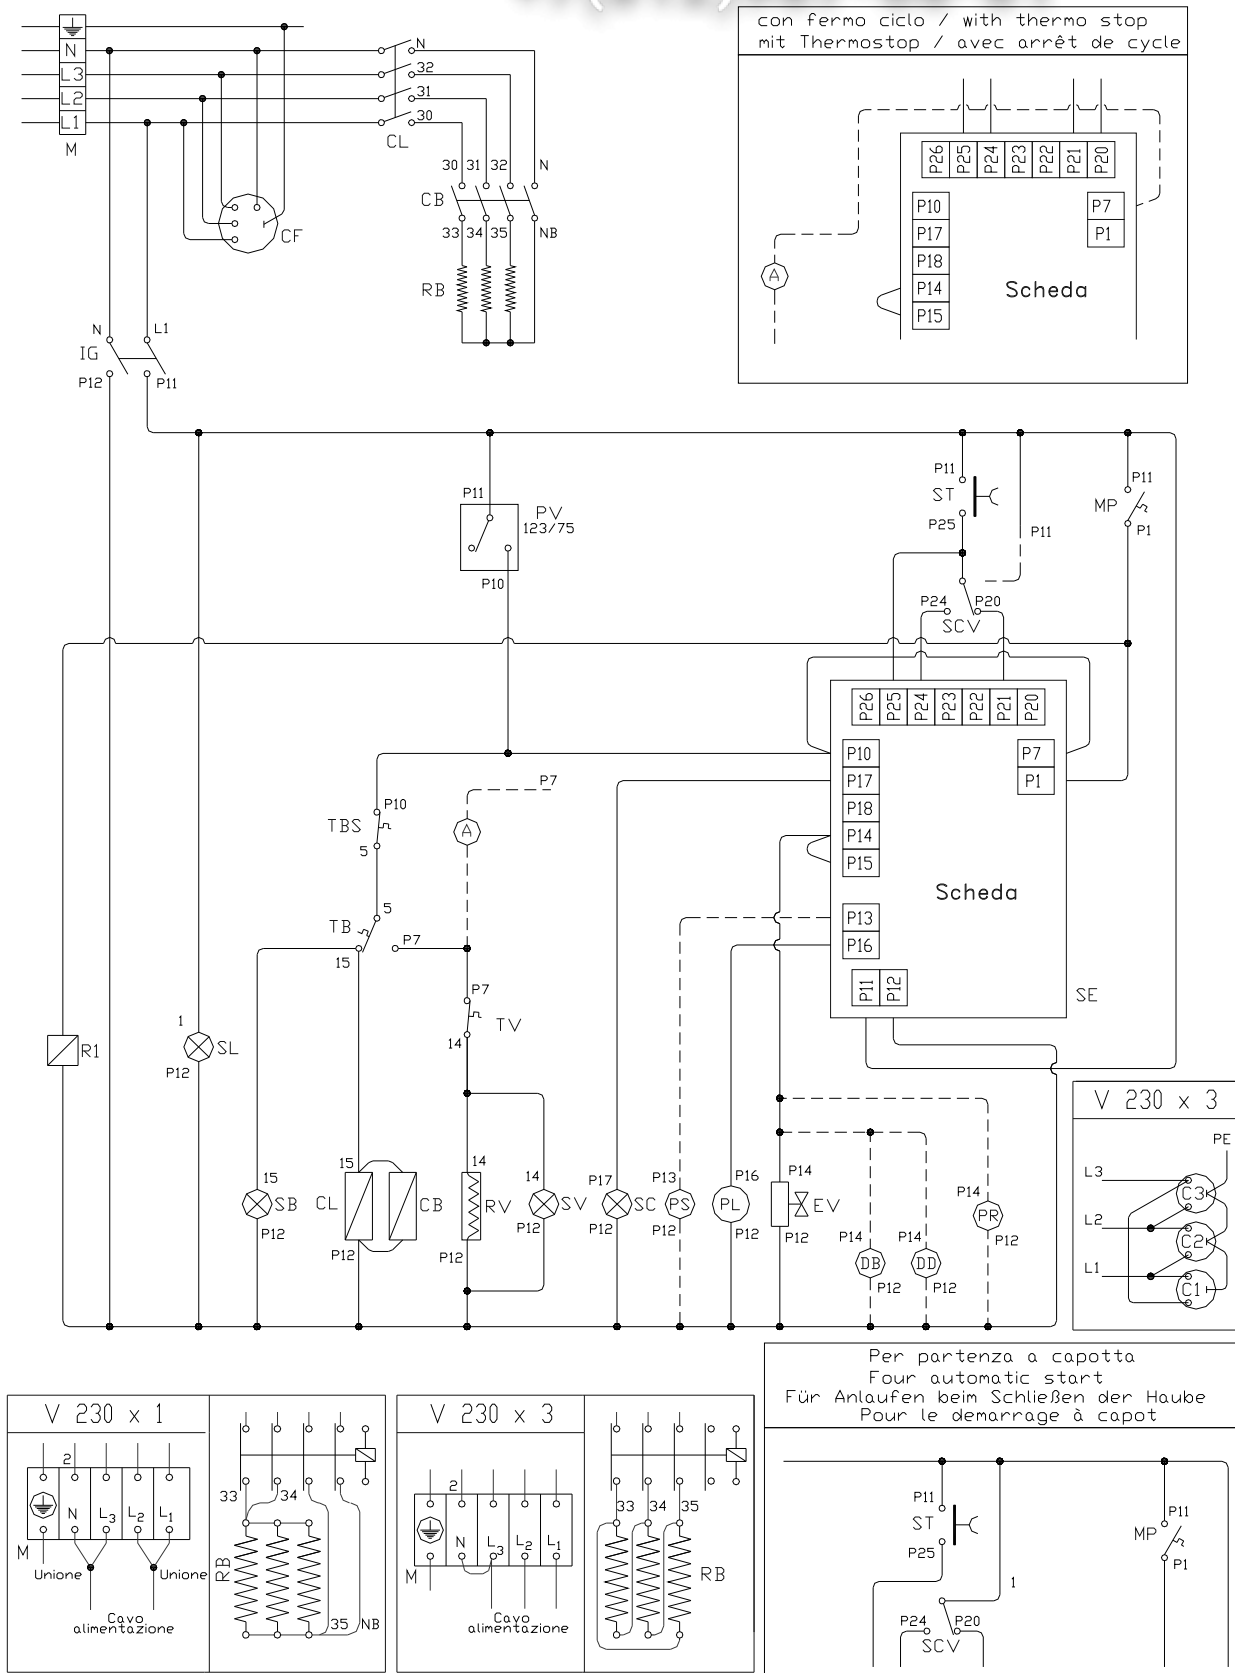 con fermo ciclo / with thermo stop
mit Thermostop / avec arrêt de cycle
N
L3
L2
L1
M
N
32
31
30
CL
30 31 32 N
CB
33 34 35 NB
RB
CF
P26 P25 P24 P23 P22 P21 P20
P10
P17
P18
P14
P15
P7
P1
A
Scheda
N L1
IG
P12 P11
P11
PV
123/75
P10
P11
ST
P25
P11
P11
MP
P1
P24 P20
SCV
P26 P25 P24 P23 P22 P21 P20
P10
P17
P18
P14
P15
P13
P16
P7
P1
Scheda
P11 P12
SE
P10
TBS
5
P7
A
5
TB
P7
15
P7
TV
14
R1
1
SL
P12
15
SB
P12
15
CL CB
P12
14
RV
P12
14
SV
P12
P17
SC
P12
P13
PS
P12
P16
PL
P12
P14
EV
P12
P14
DB
P12
P14
DD
P12
P14
PR
P12
V 230 x 3
PE
L3
C3
L2
C2
L1
C1
V 230 x 1
2
N L3 L2 L1
M
Unione Unione
Cavo
alimentazione
33 34
RB
35 NB
V 230 x 3
2
N L3 L2 L1
M
Cavo
alimentazione
33 34 35
RB
Per partenza a capotta
Four automatic start
Für Anlaufen beim Schließen der Haube
Pour le demarrage à capot
P11
ST
P25
1
P11
MP
P1
P24 P20
SCV